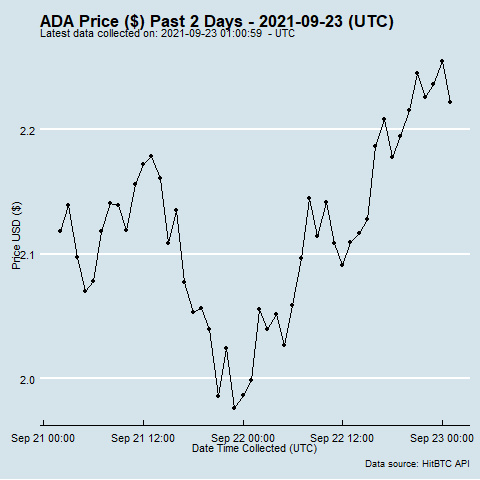 ADA Price ($) Past 2 Days - 2021-09-23 (UTC)
Latest data collected on: 2021-09-23 01:00:59 - UTC
Price USD ($)
2.2
2.1
2.0
Sep 21 00:00 Sep 21 12:00 Sep 22 00:00 Sep 22 12:00 Sep 23 00:00
Date Time Collected (UTC)
Data source: HitBTC API